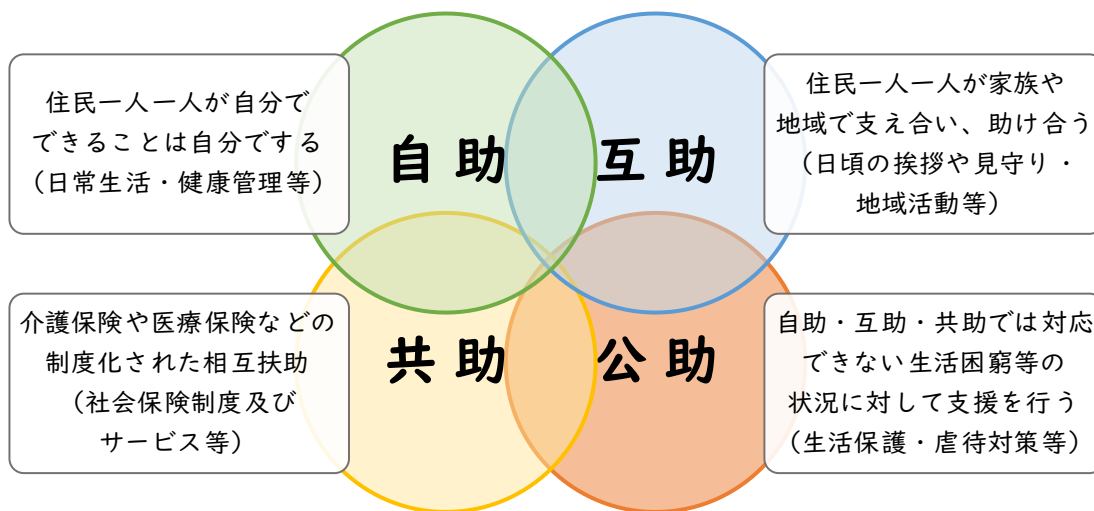 住民一人一人が自分で
できることは自分でする
(日常生活・健康管理等)
自助
互助
住民一人一人が家族や
地域で支え合い、助け合う
(日頃の挨拶や見守り・
地域活動等)
介護保険や医療保険などの
制度化された相互扶助
(社会保険制度及び
サービス等)
共助
公助
自助・互助・共助では対応
できない生活困窮等の
状況に対して支援を行う
(生活保護・虐待対策等)